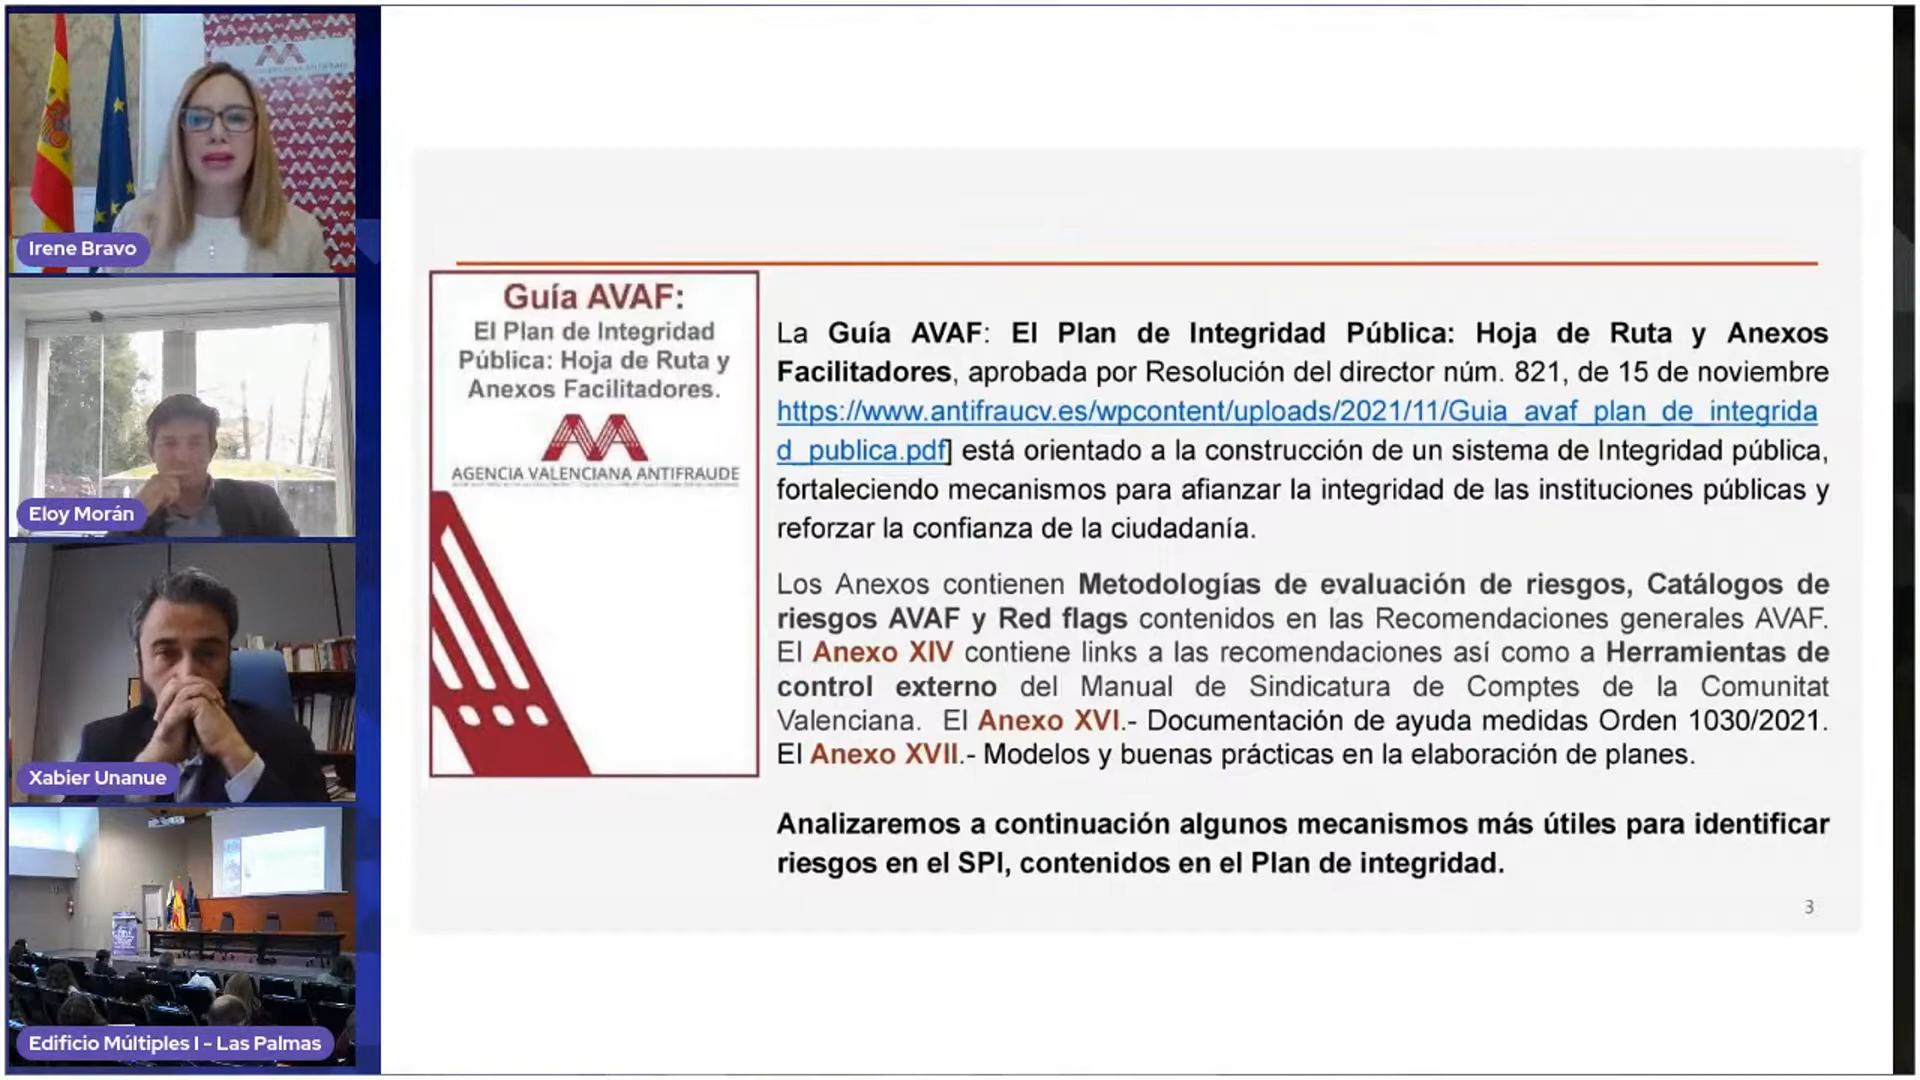 Irene Bravo
Eloy Morán
Xabier Unanue
Edificio Múltiples I - Las Palmas
Guía AVAF:
El Plan de Integridad
Pública: Hoja de Ruta y
Anexos Facilitadores.
AGENCIA VALENCIANA ANTIFRAUDE
La Guía AVAF: El Plan de Integridad Pública: Hoja de Ruta y Anexos
Facilitadores, aprobada por Resolución del director núm. 821, de 15 de noviembre
https://www.antifraucv.es/wpcontent/uploads/2021/11/Guia_avaf_plan_de_integrida
d_publica.pdf] está orientado a la construcción de un sistema de Integridad pública,
fortaleciendo mecanismos para afianzar la integridad de las instituciones públicas y
reforzar la confianza de la ciudadanía.
Los Anexos contienen Metodologías de evaluación de riesgos, Catálogos de
riesgos AVAF y Red flags contenidos en las Recomendaciones generales AVAF.
El Anexo XIV contiene links a las recomendaciones así como a Herramientas de
control externo del Manual de Sindicatura de Comptes de la Comunitat
Valenciana. El Anexo XVI.- Documentación de ayuda medidas Orden 1030/2021.
El Anexo XVII.- Modelos y buenas prácticas en la elaboración de planes.
Analizaremos a continuación algunos mecanismos más útiles para identificar
riesgos en el SPI, contenidos en el Plan de integridad.
3